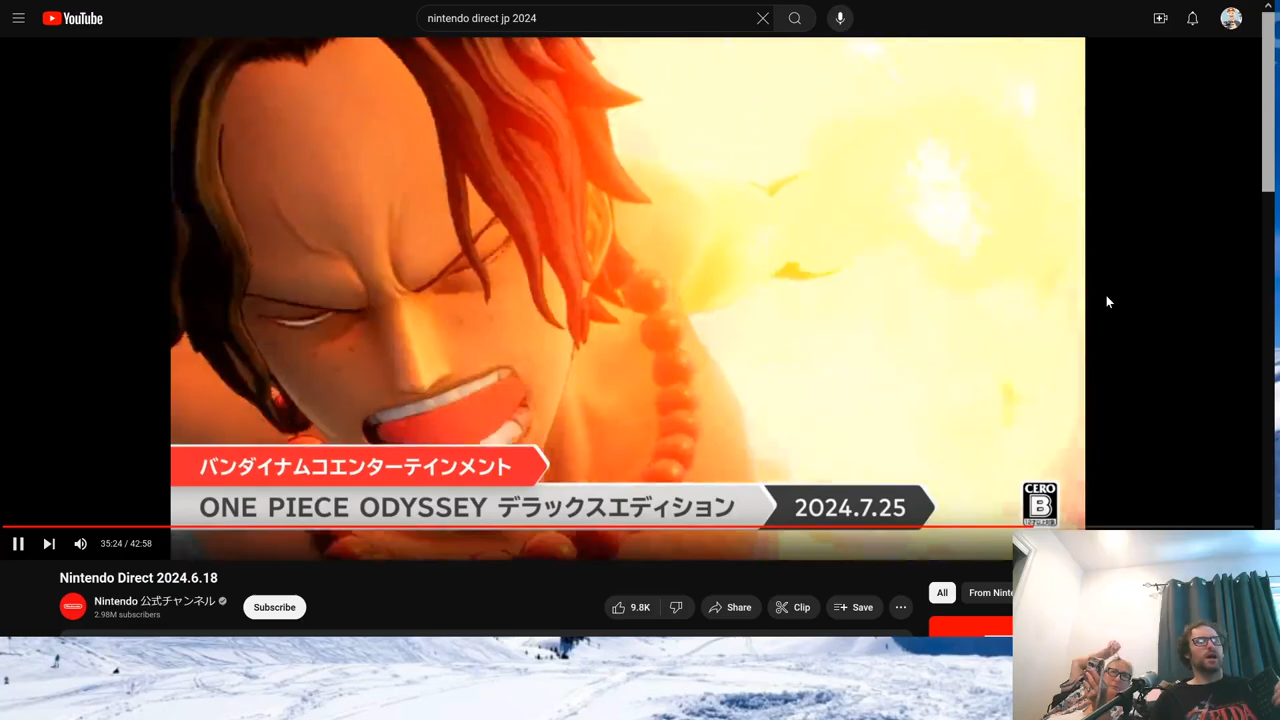 YouTube
nintendo direct jp 2024
バンダイナムコエンターテインメント
ONE PIECE ODYSSEY デラックスエディション
2024.7.25
CERO
B
35:24 / 42:58
Nintendo Direct 2024.6.18
Nintendo 公式チャンネル
2.98M subscribers
Subscribe
9.8K
Share
Clip
Save
All
From Ninte